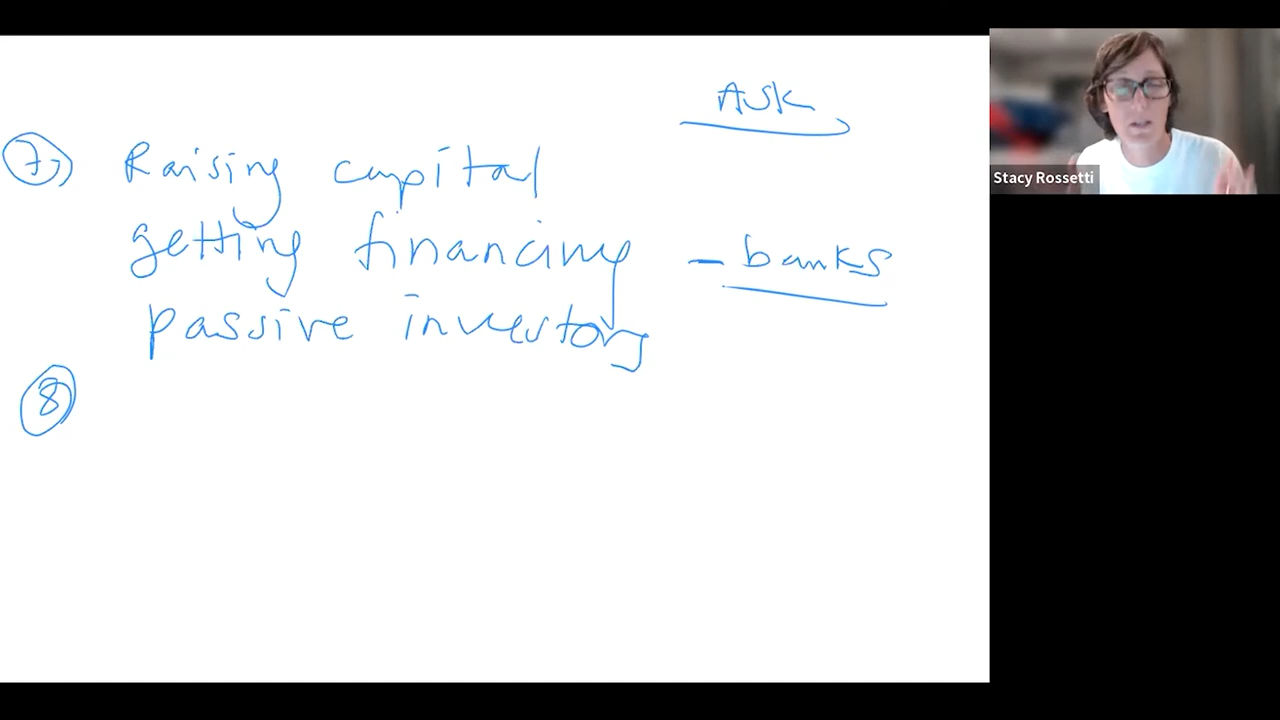 Ask
7) Raising capital
getting financing - banks
passive investors
8
Stacy Rossetti